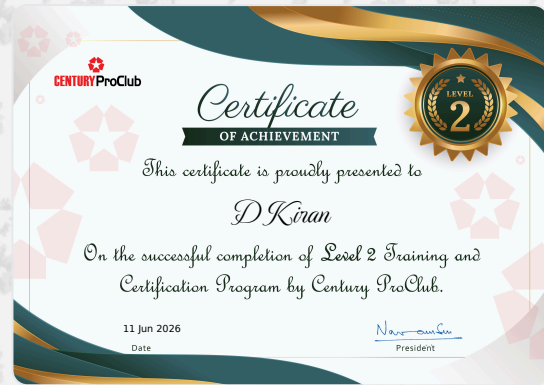 CENTURY ProClub
LEVEL
2
Certificate
OF ACHIEVEMENT
This certificate is proudly presented to
D Kiran
On the successful completion of Level 2 Training and
Certification Program by Century ProClub.
11 Jun 2026
Date
President